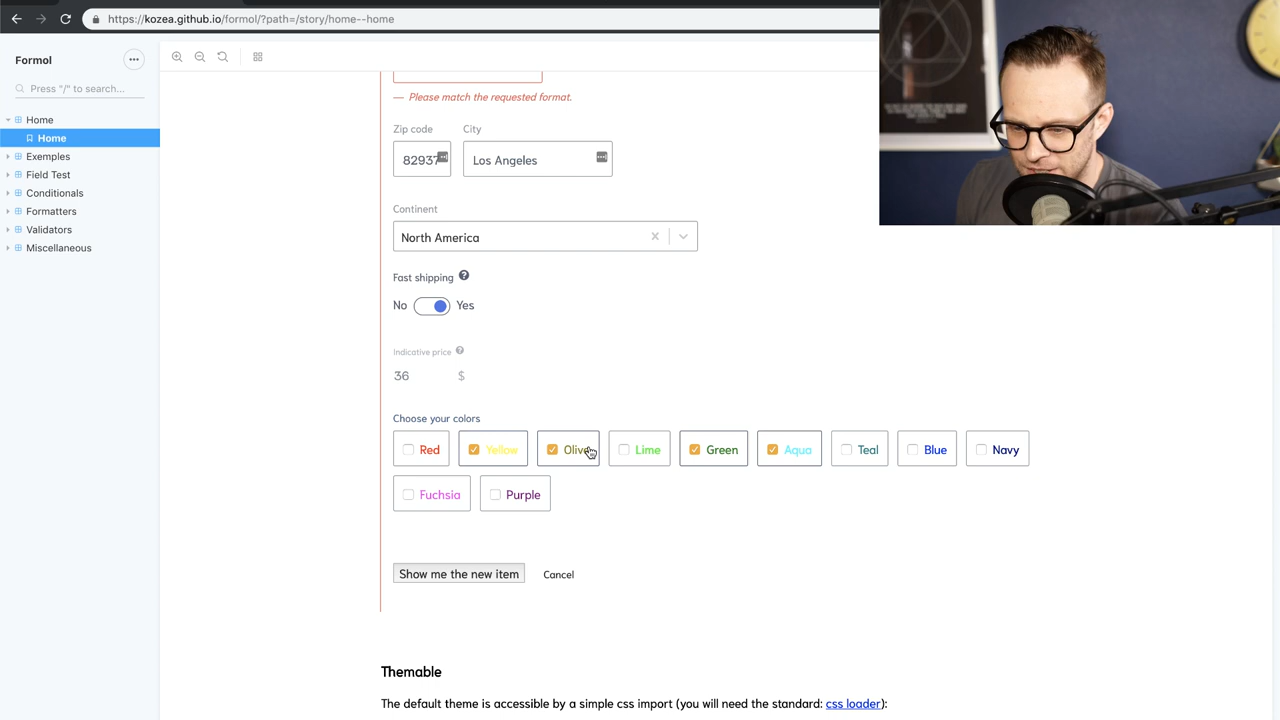 https://kozea.github.io/formol/?path=/story/home--home
Formol
Press "/" to search...
Home
Home
Exemples
Field Test
Conditionals
Formatters
Validators
Miscellaneous
— Please match the requested format.
Zip code City
82937 Los Angeles
Continent
North America
Fast shipping ?
No Yes
Indicative price ?
36 $
Choose your colors
Red Yellow Olive Lime Green Aqua Teal Blue Navy
Fuchsia Purple
Show me the new item Cancel
Themable
The default theme is accessible by a simple css import (you will need the standard: css loader):